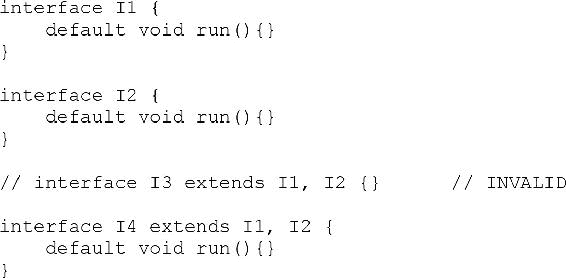 interface I1 {
    default void run(){}
}

interface I2 {
    default void run(){}
}

// interface I3 extends I1, I2 {}      // INVALID

interface I4 extends I1, I2 {
    default void run(){}
}